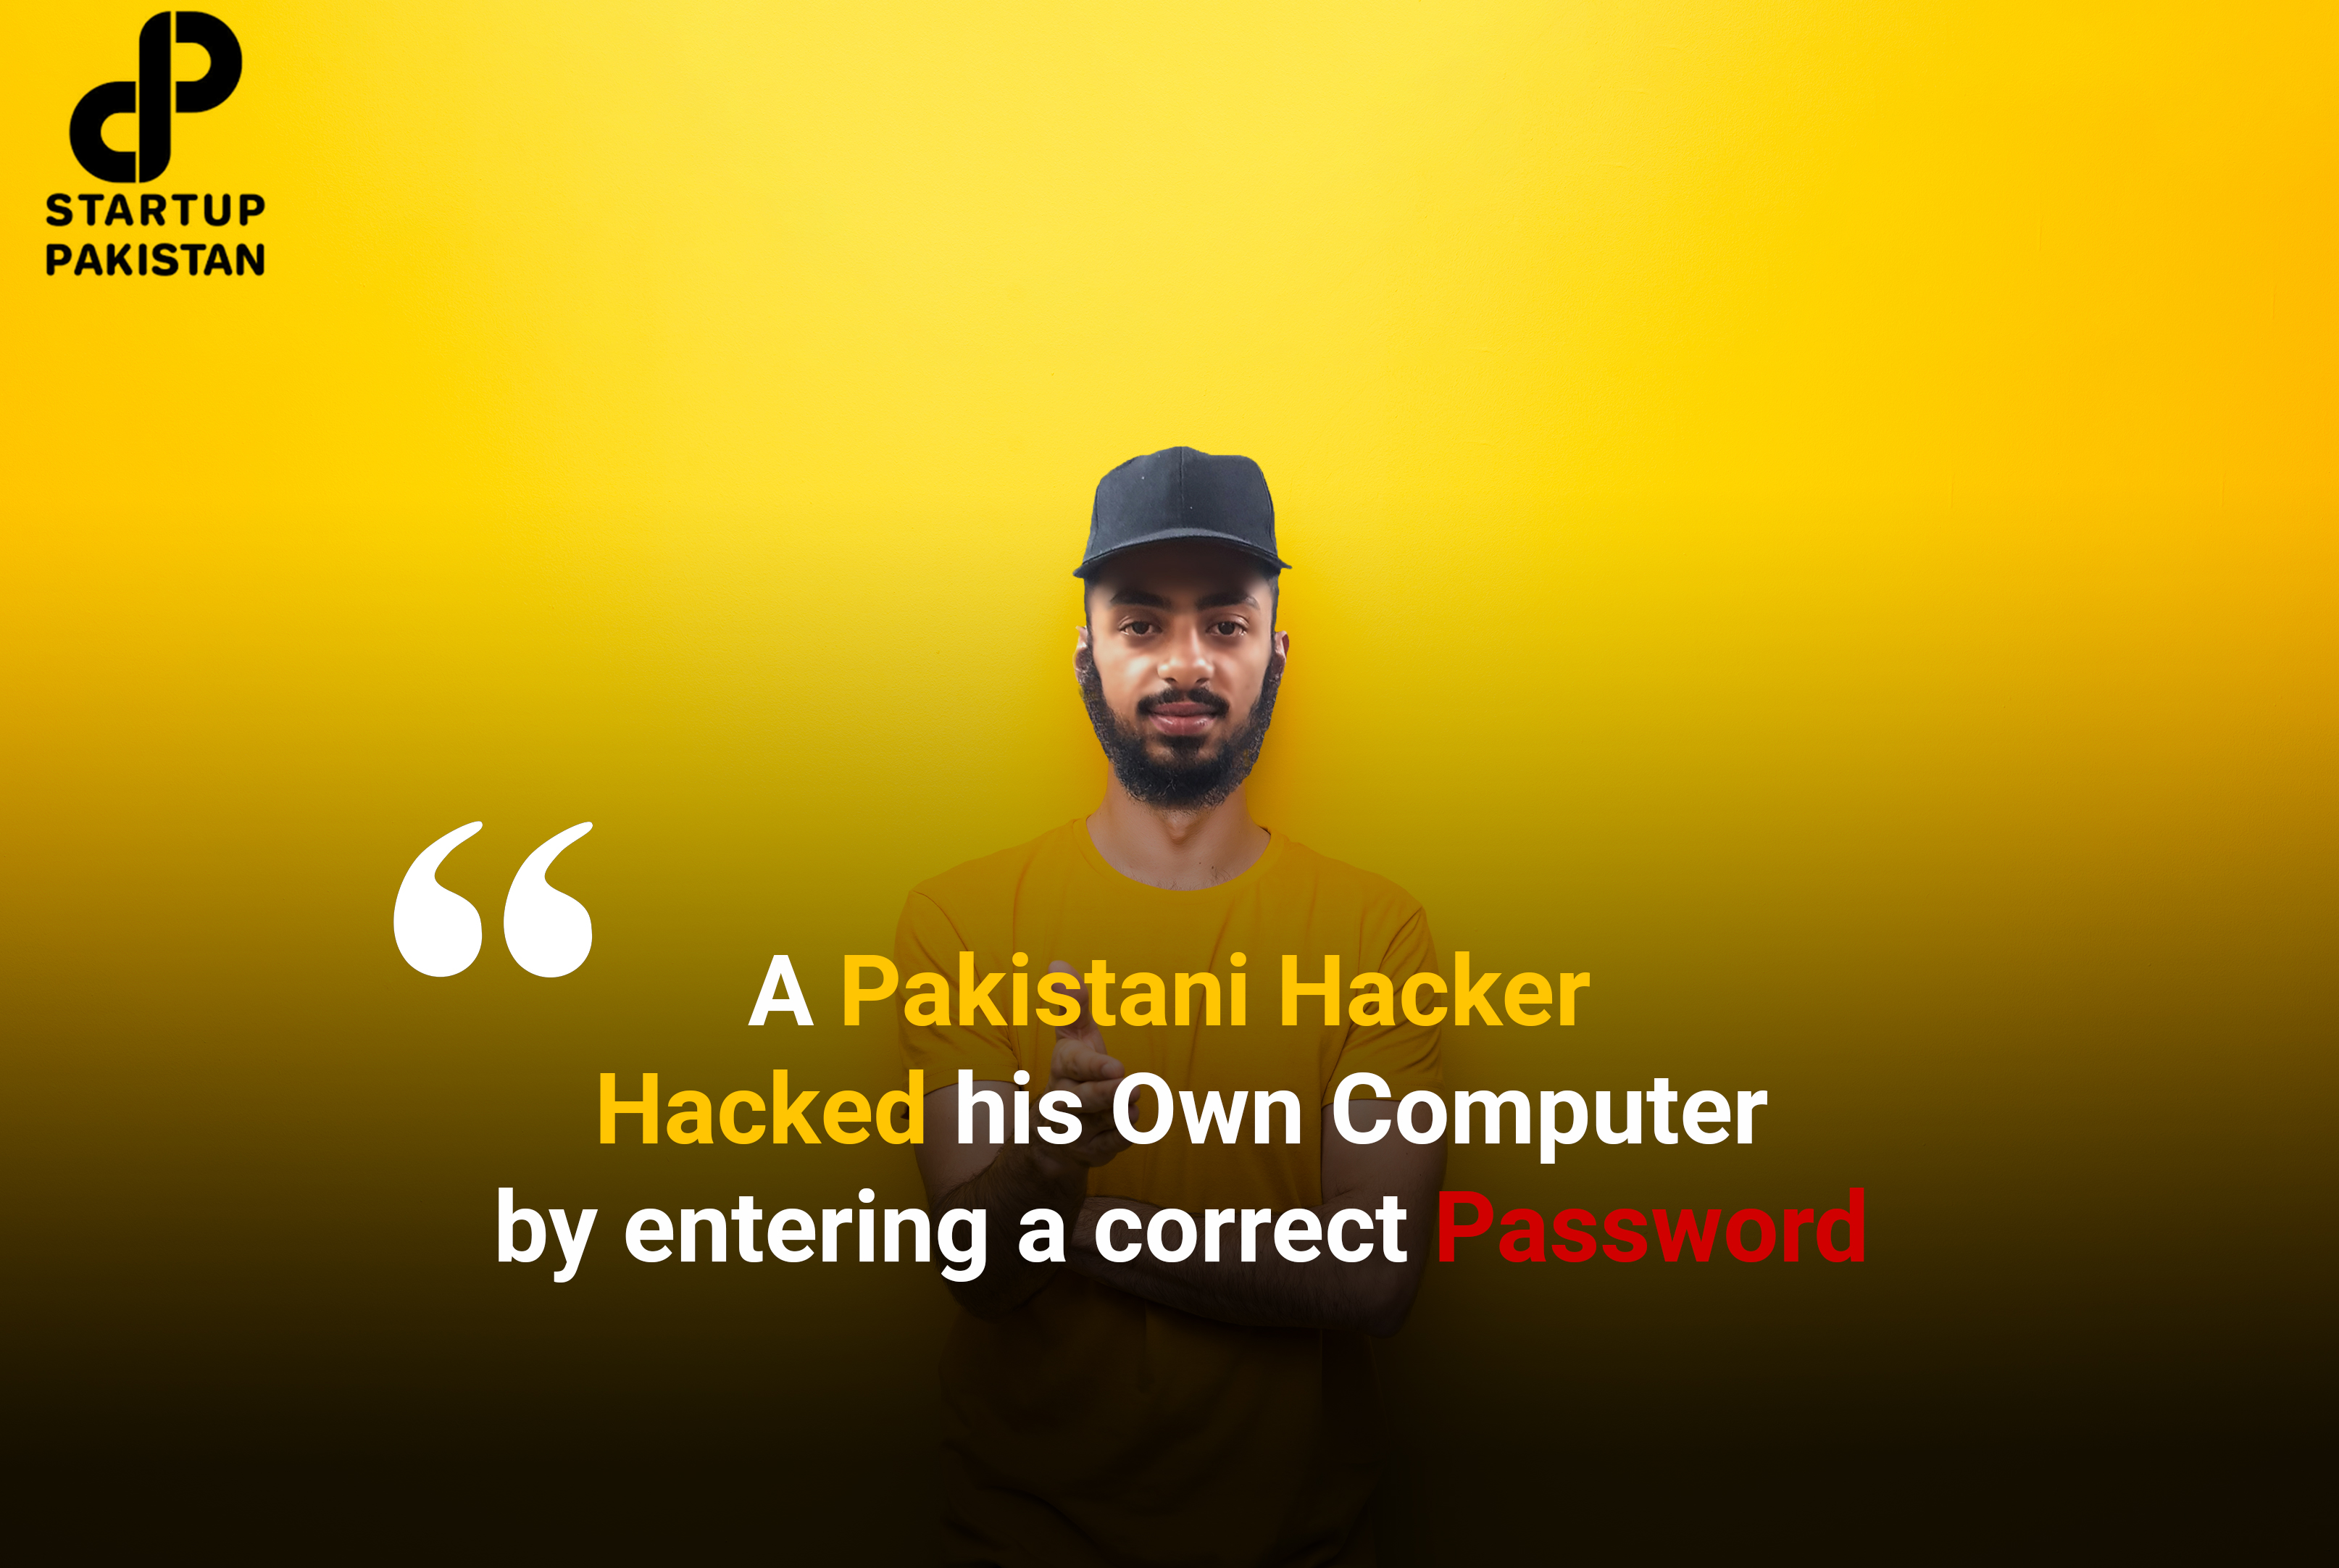 STARTUP
PAKISTAN
“
A Pakistani Hacker
Hacked his Own Computer
by entering a correct Password